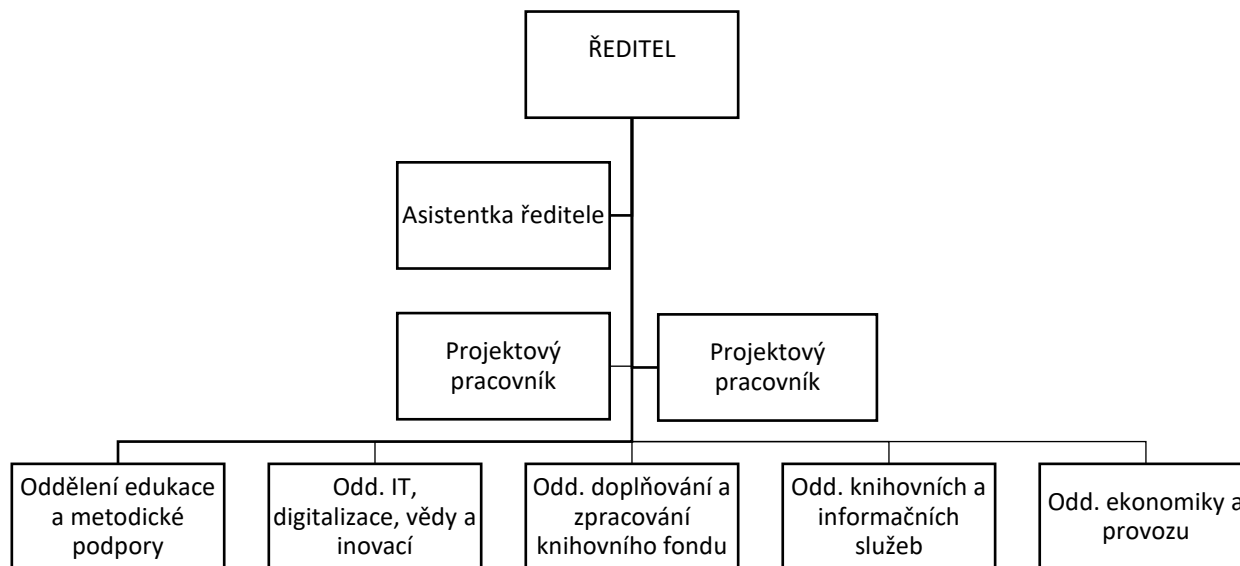 ŘEDITEL
Asistentka ředitele
Projektový
pracovník
Projektový
pracovník
Oddělení edukace
a metodické
podpory
Odd. IT,
digitalizace, vědy a
inovací
Odd. doplňování a
zpracování
knihovního fondu
Odd. knihovních a
informačních
služeb
Odd. ekonomiky a
provozu